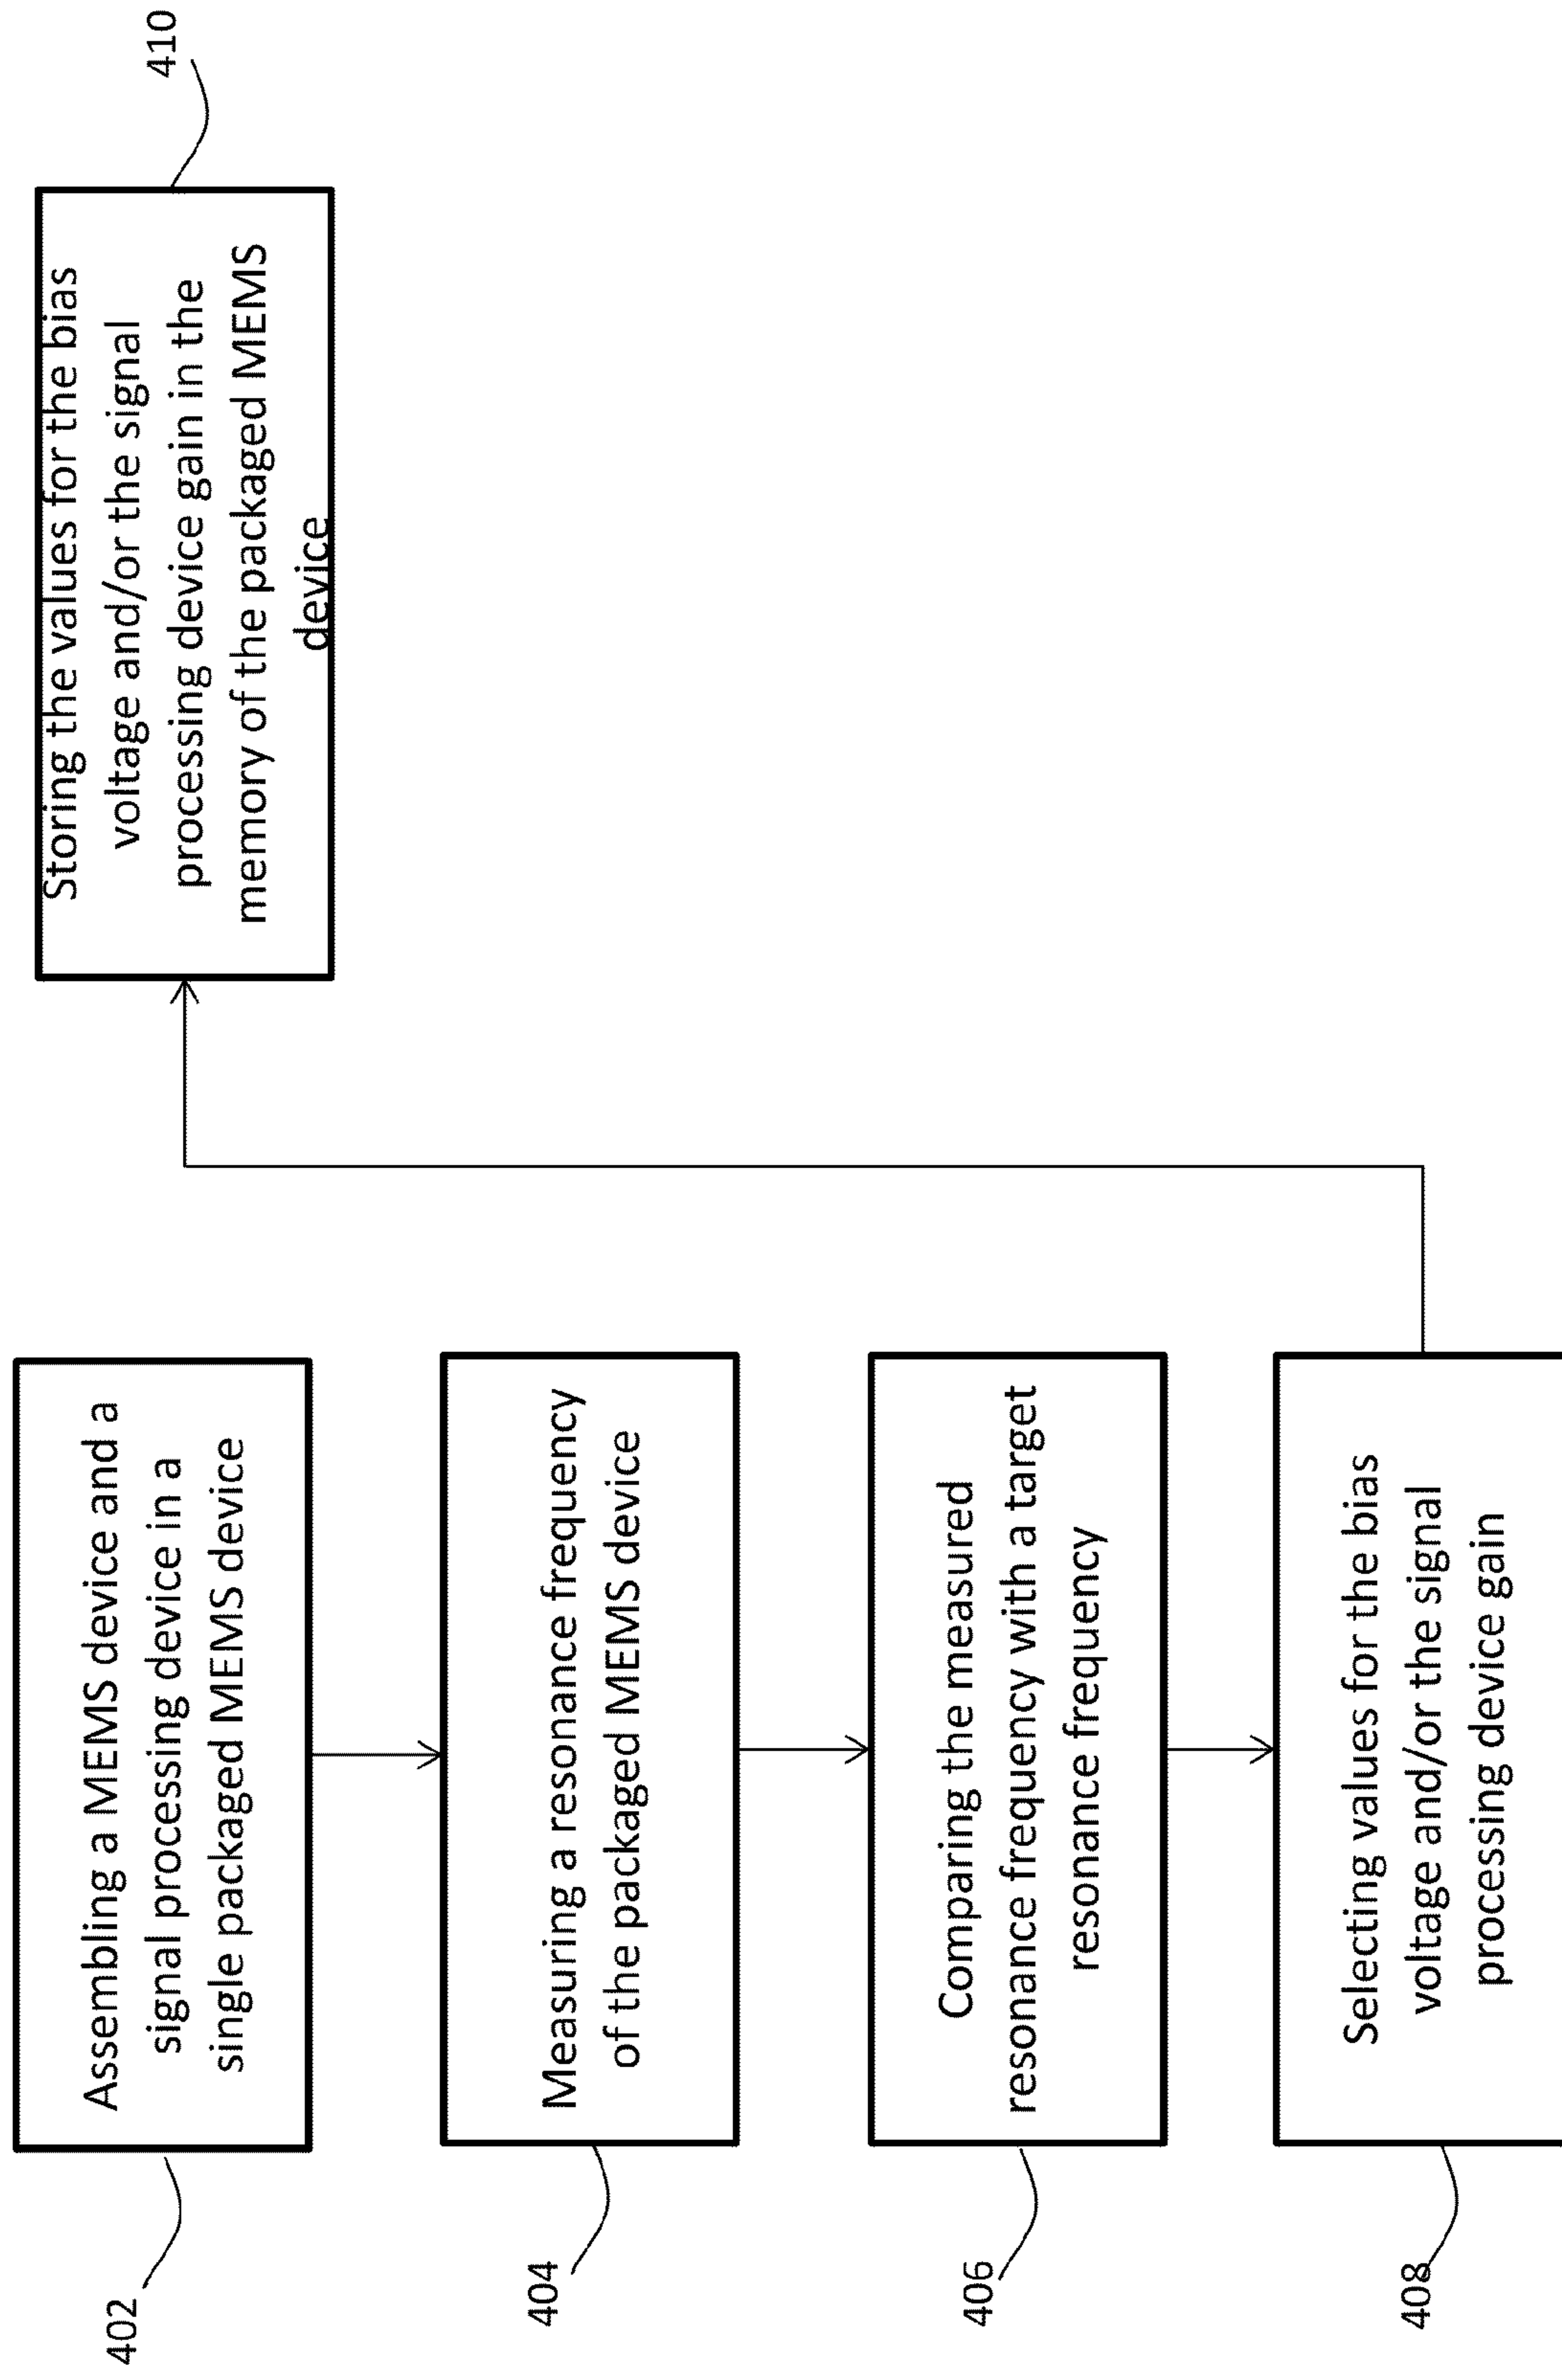 402
Assembling a MEMS device and a
signal processing device in a
single packaged MEMS device
404
Measuring a resonance frequency
of the packaged MEMS device
406
Comparing the measured
resonance frequency with a target
resonance frequency
408
Selecting values for the bias
voltage and/or the signal
processing device gain
410
Storing the values for the bias
voltage and/or the signal
processing device gain in the
memory of the packaged MEMS
device